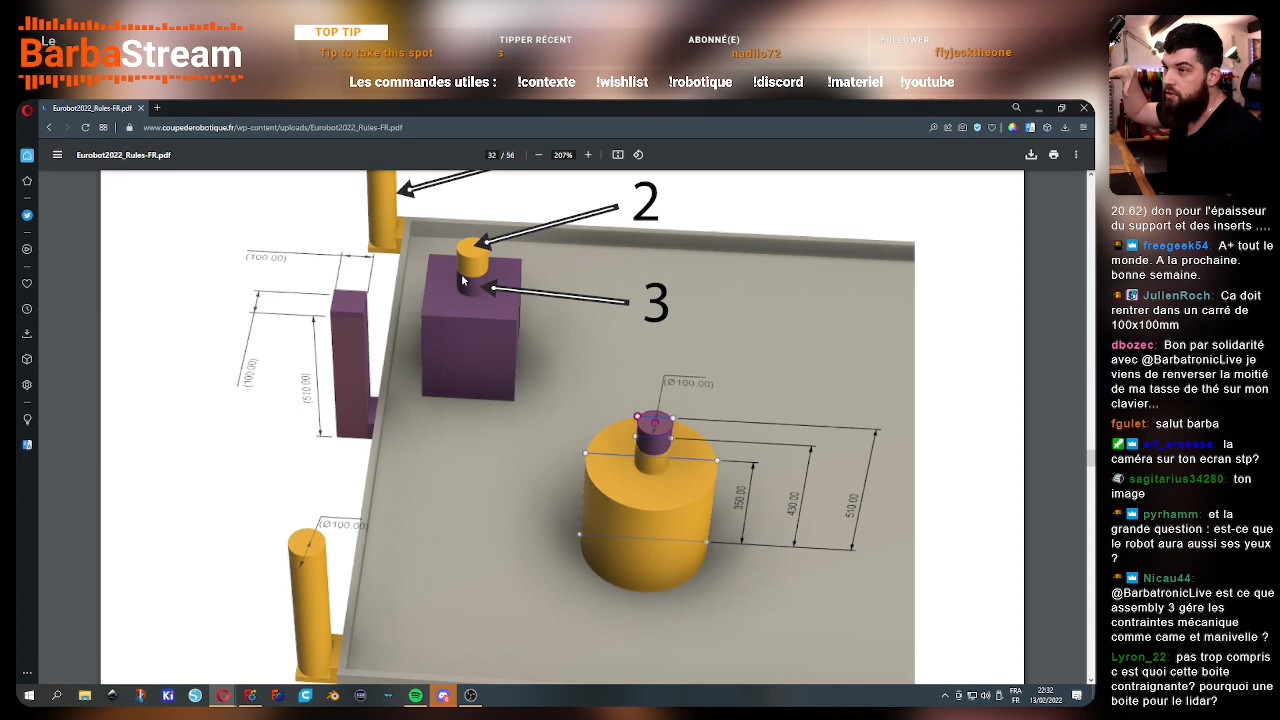 Le
BarbaStream
TOP TIP
Tip to take this spot
TIPPER RÉCENT
s
ABONNÉ(E)
nadilo72
FOLLOWER
flyjacktheone
Les commandes utiles : !contexte !wishlist !robotique !discord !materiel !youtube
Eurobot2022_Rules-FR.pdf
www.coupederobotique.fr/wp-content/uploads/Eurobot2022_Rules-FR.pdf
Eurobot2022_Rules-FR.pdf
32 / 56
207%
2
3
(100.00)
(100.00)
(510.00)
(Ø100.00)
350.00
430.00
510.00
(Ø100.00)
20.62) don pour l'épaisseur
du support et des inserts ....
freegeek54: A+ tout le
monde. A la prochaine.
bonne semaine.
JulienRoch: Ca doit
rentrer dans un carré de
100x100mm
dbozec: Bon par solidarité
avec @BarbatronicLive je
viens de renverser la moitié
de ma tasse de thé sur mon
clavier...
fgulet: salut barba
la
caméra sur ton ecran stp?
sagitarius34280: ton
image
pyrhamm: et la
grande question ! est-ce que
le robot aura aussi ses yeux
?
Nicau44:
@BarbatronicLive est ce que
assembly 3 gére les
contraintes mécanique
comme came et manivelle ?
Lyron_22: pas trop compris
c est quoi cette boite
contraignante? pourquoi une
boite pour le lidar?
Ki
FRA
FR
22:32
13/02/2022